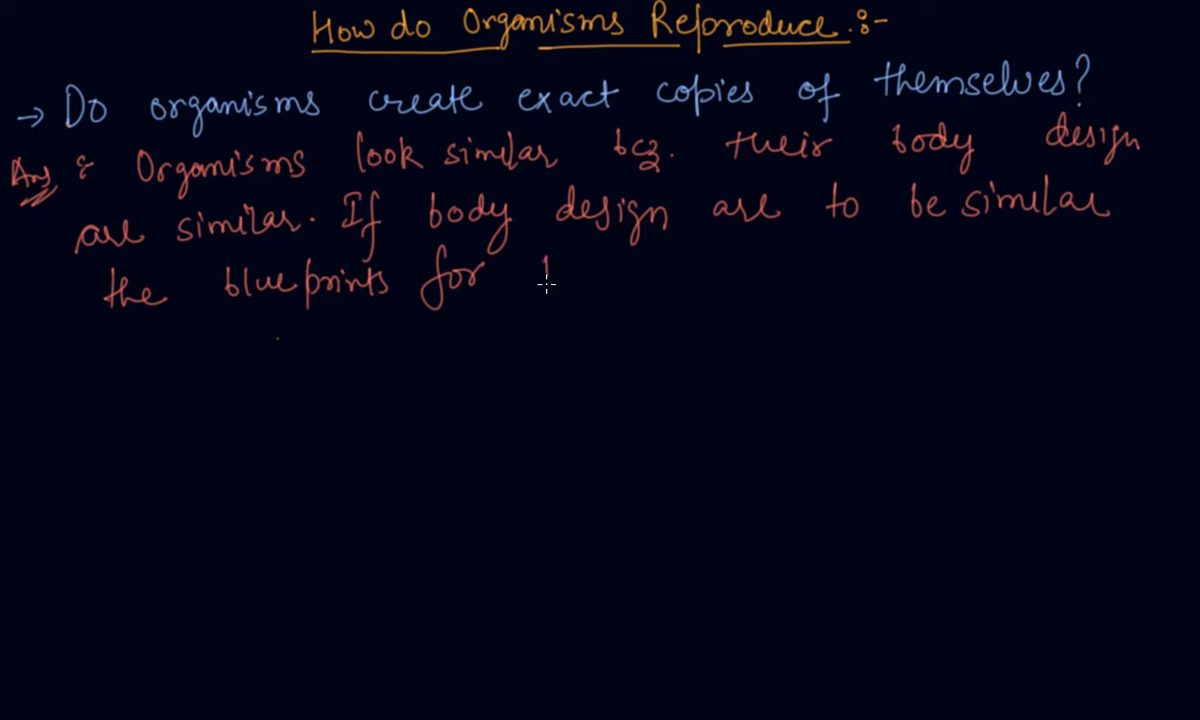 How do Organisms Reproduce :-
→ Do organisms create exact copies of themselves?
Ans : Organisms look similar bcz. their body design
are similar. If body design are to be similar
the blueprints for